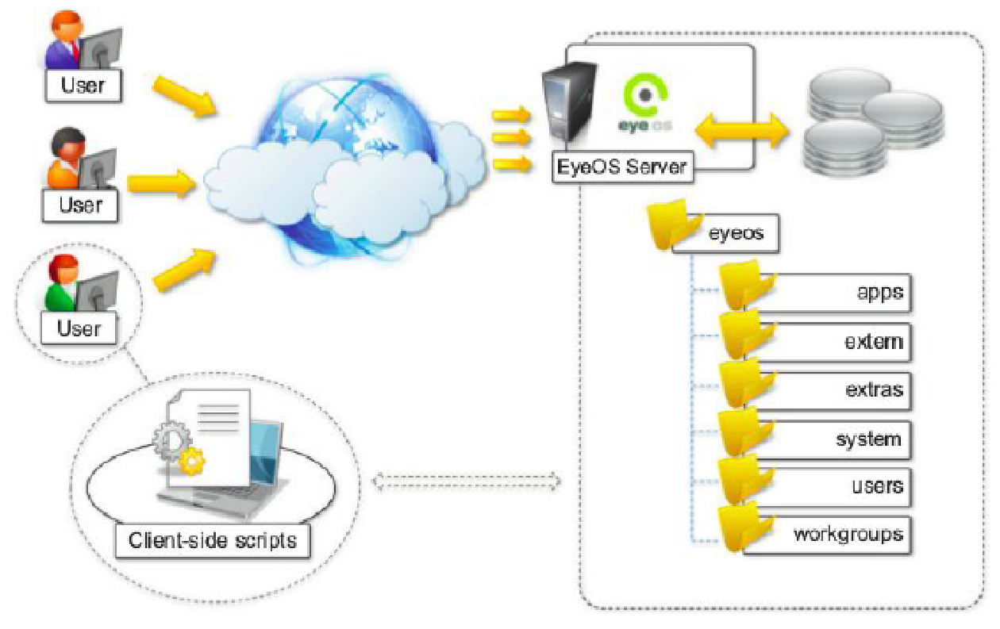 User
User
User
Client-side scripts
eye os
EyeOS Server
eyeos
apps
extern
extras
system
users
workgroups